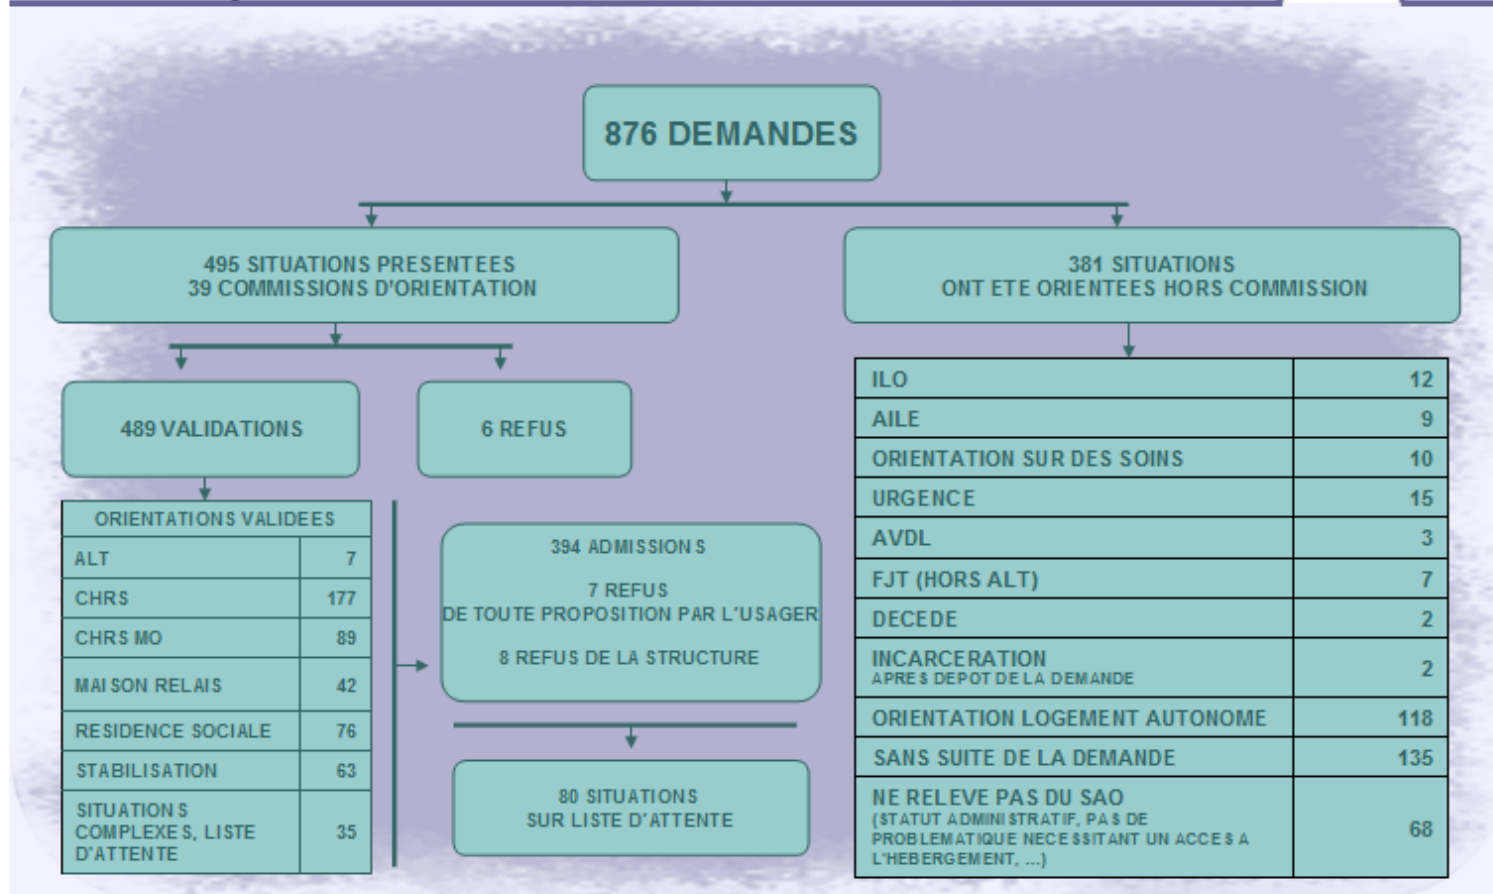 876 DEMANDES
495 SITUATIONS PRESENTEES
39 COMMISSIONS D'ORIENTATION
381 SITUATIONS
ONT ETE ORIENTEES HORS COMMISSION
489 VALIDATIONS
6 REFUS
ORIENTATIONS VALIDEES
ALT 7
CHRS 177
CHRS MO 89
MAISON RELAIS 42
RESIDENCE SOCIALE 76
STABILISATION 63
SITUATIONS
COMPLEXES, LISTE 35
D'ATTENTE
394 ADMISSIONS
7 REFUS
DE TOUTE PROPOSITION PAR L'USAGER
8 REFUS DE LA STRUCTURE
80 SITUATIONS
SUR LISTE D'ATTENTE
ILO 12
AILE 9
ORIENTATION SUR DES SOINS 10
URGENCE 15
AVDL 3
FJT (HORS ALT) 7
DECEDE 2
INCARCERATION 2
APRES DEPOT DE LA DEMANDE
ORIENTATION LOGEMENT AUTONOME 118
SANS SUITE DE LA DEMANDE 135
NE RELEVE PAS DU SAO
(STATUT ADMINISTRATIF, PAS DE
PROBLEMATIQUE NECESSITANT UN ACCES A 68
L'HEBERGEMENT, ...)